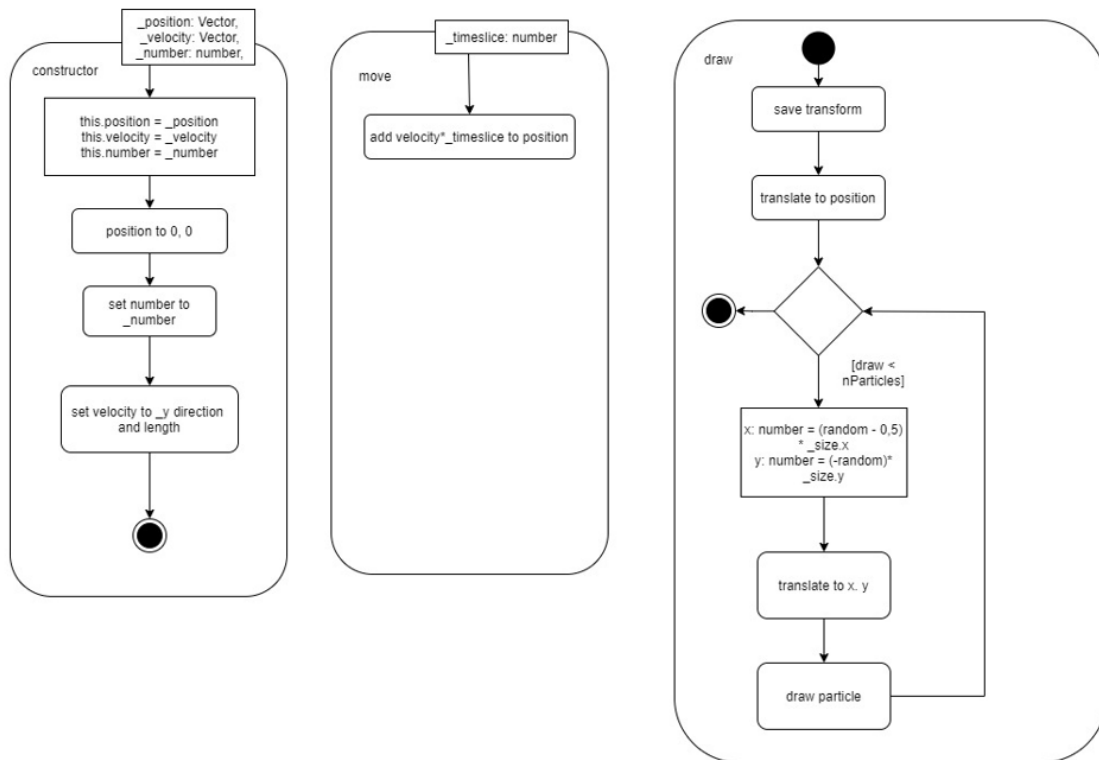 _position: Vector,
_velocity: Vector,
_number: number,
constructor
this.position = _position
this.velocity = _velocity
this.number = _number
position to 0, 0
set number to
_number
set velocity to _y direction
and length
_timeslice: number
move
add velocity*_timeslice to position
draw
save transform
translate to position
[draw <
nParticles]
x: number = (random - 0,5)
* _size.x
y: number = (-random)*
_size.y
translate to x. y
draw particle